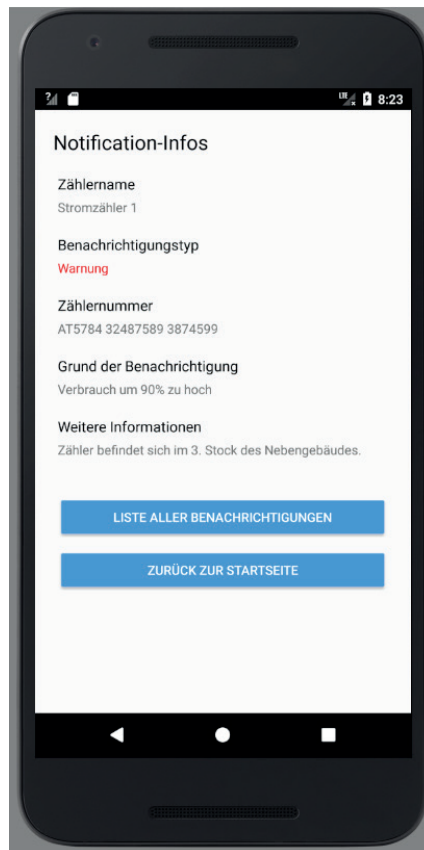 LTE 8:23
Notification-Infos
Zählername
Stromzähler 1
Benachrichtigungstyp
Warnung
Zählernummer
AT5784 32487589 3874599
Grund der Benachrichtigung
Verbrauch um 90% zu hoch
Weitere Informationen
Zähler befindet sich im 3. Stock des Nebengebäudes.
LISTE ALLER BENACHRICHTIGUNGEN
ZURÜCK ZUR STARTSEITE